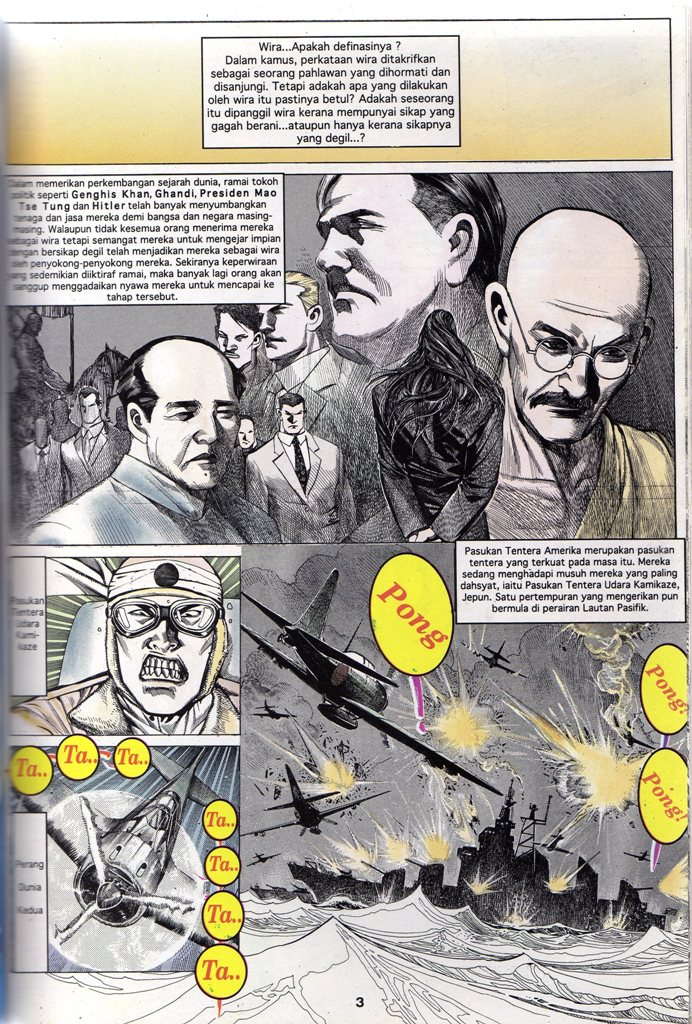 Wira...Apakah definasinya ?
Dalam kamus, perkataan wira ditakrifkan
sebagai seorang pahlawan yang dihormati dan
disanjungi. Tetapi adakah apa yang dilakukan
oleh wira itu pastinya betul? Adakah seseorang
itu dipanggil wira kerana mempunyai sikap yang
gagah berani...ataupun hanya kerana sikapnya
yang degil...?
Dalam memerikan perkembangan sejarah dunia, ramai tokoh
politik seperti Genghis Khan, Ghandi, Presiden Mao
Tse Tung dan Hitler telah banyak menyumbangkan
tenaga dan jasa mereka demi bangsa dan negara masing-
masing. Walaupun tidak kesemua orang menerima mereka
sebagai wira tetapi semangat mereka untuk mengejar impian
dengan bersikap degil telah menjadikan mereka sebagai wira
oleh penyokong-penyokong mereka. Sekiranya keperwiraan
yang sedemikian diiktiraf ramai, maka banyak lagi orang akan
sanggup menggadaikan nyawa mereka untuk mencapai ke
tahap tersebut.
Pasukan
Tentera
Udara
Kami-
kaze
Pasukan Tentera Amerika merupakan pasukan
tentera yang terkuat pada masa itu. Mereka
sedang menghadapi musuh mereka yang paling
dahsyat, iaitu Pasukan Tentera Udara Kamikaze,
Jepun. Satu pertempuran yang mengerikan pun
bermula di perairan Lautan Pasifik.
Pong
Pong!
Pong!
Ta..
Ta..
Ta..
Ta..
Ta..
Ta..
Ta..
Perang
Dunia
Kedua
3